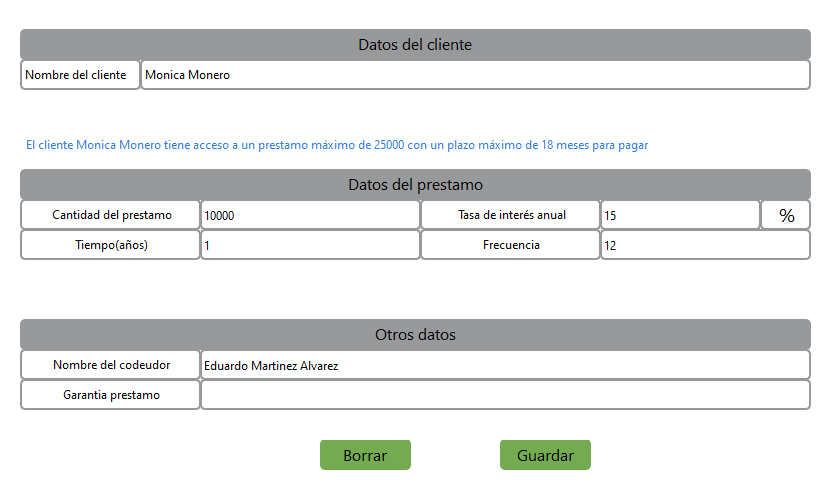 Datos del cliente
Nombre del cliente Monica Monero
El cliente Monica Monero tiene acceso a un prestamo máximo de 25000 con un plazo máximo de 18 meses para pagar
Datos del prestamo
Cantidad del prestamo 10000 Tasa de interés anual 15 %
Tiempo(años) 1 Frecuencia 12
Otros datos
Nombre del codeudor Eduardo Martinez Alvarez
Garantia prestamo
Borrar Guardar